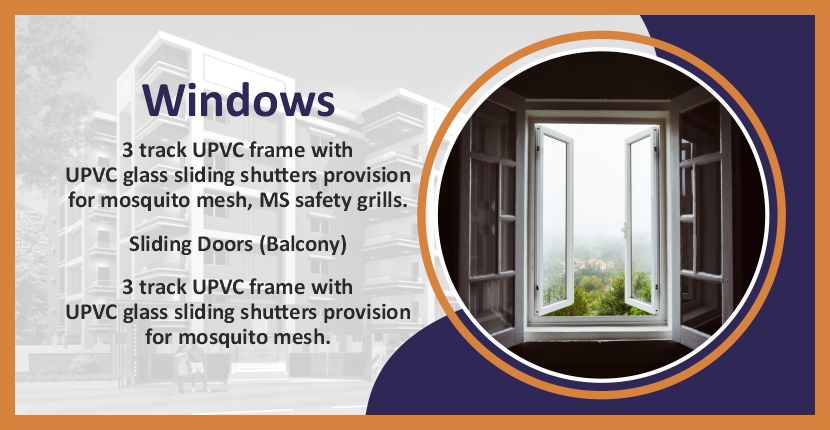 Windows
3 track UPVC frame with
UPVC glass sliding shutters provision
for mosquito mesh, MS safety grills.
Sliding Doors (Balcony)
3 track UPVC frame with
UPVC glass sliding shutters provision
for mosquito mesh.